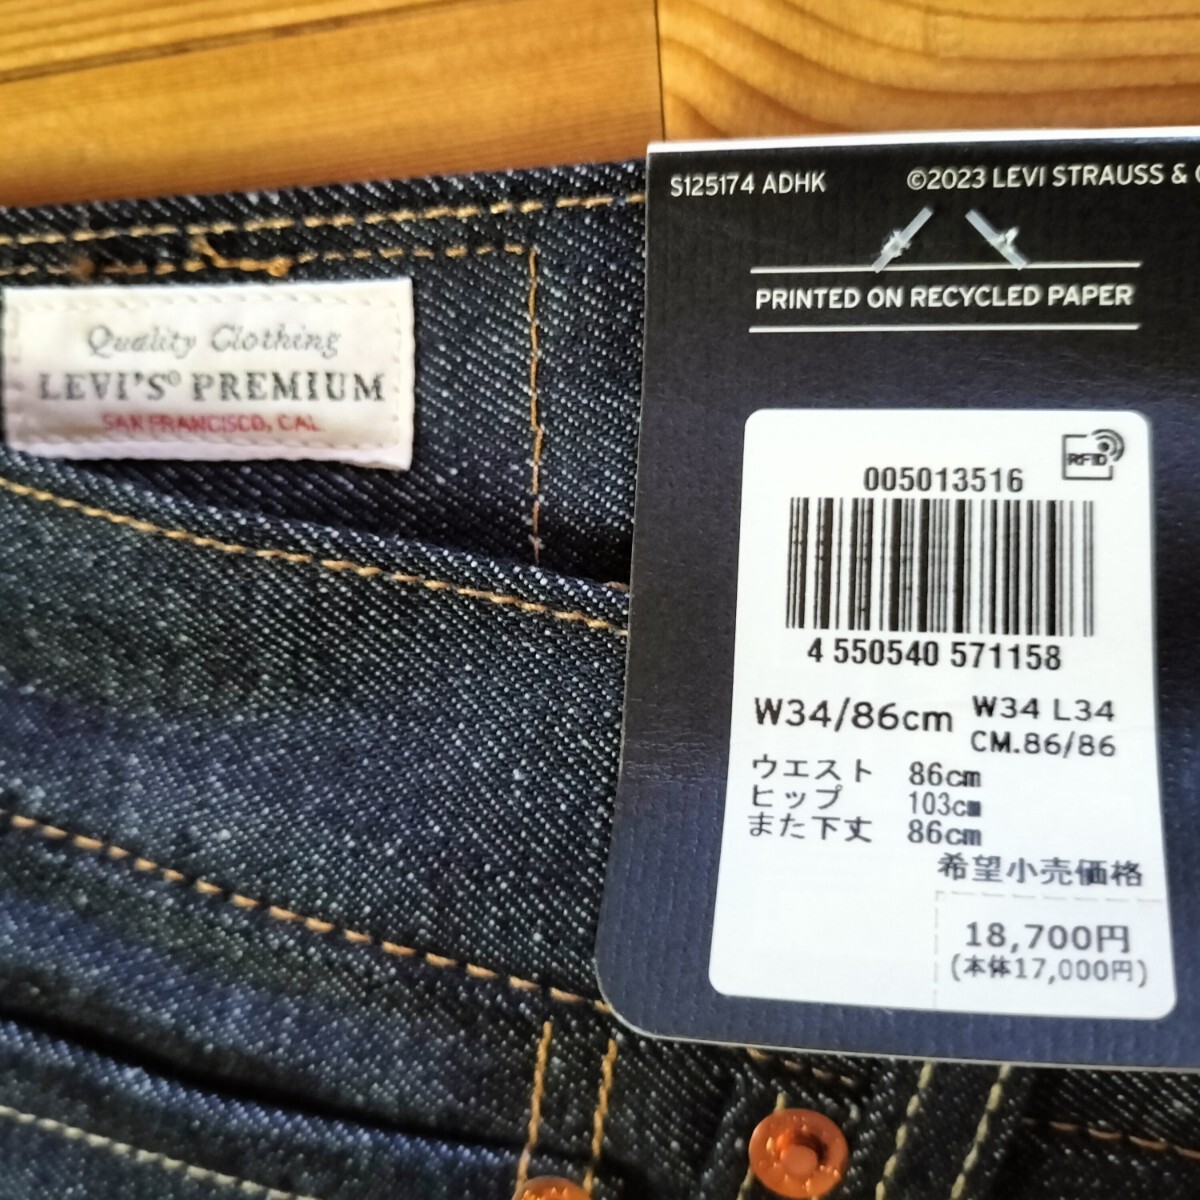 Quality Clothing
LEVI'S® PREMIUM
SAN FRANCISCO, CAL
S125174 ADHK ©2023 LEVI STRAUSS &
PRINTED ON RECYCLED PAPER
RFID
005013516
4 550540 571158
W34/86cm
W34 L34
CM.86/86
ウエスト 86cm
ヒップ 103cm
また下丈 86cm
希望小売価格
18,700円
(本体17,000円)